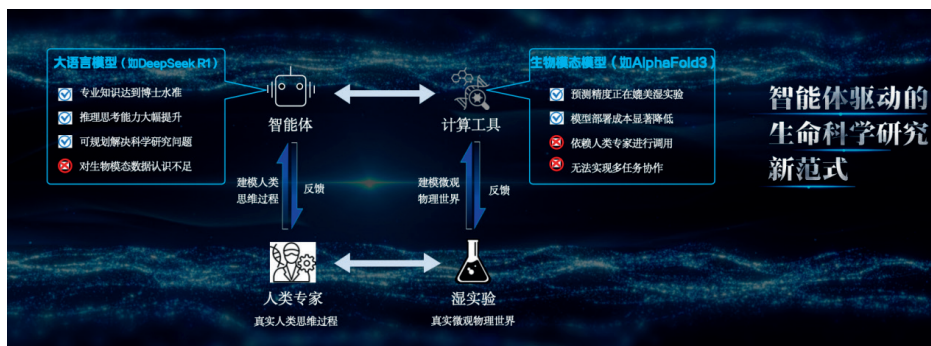 大语言模型（如DeepSeek R1）
专业知识达到博士水准
推理思考能力大幅提升
可规划解决科学研究问题
对生物模态数据认识不足
智能体
计算工具
生物模态模型（如AlphaFold3）
预测精度正在媲美湿实验
模型部署成本显著降低
依赖人类专家进行调用
无法实现多任务协作
智能体驱动的
生命科学研究
新范式
建模人类
思维过程
反馈
建模微观
物理世界
反馈
人类专家
真实人类思维过程
湿实验
真实微观物理世界